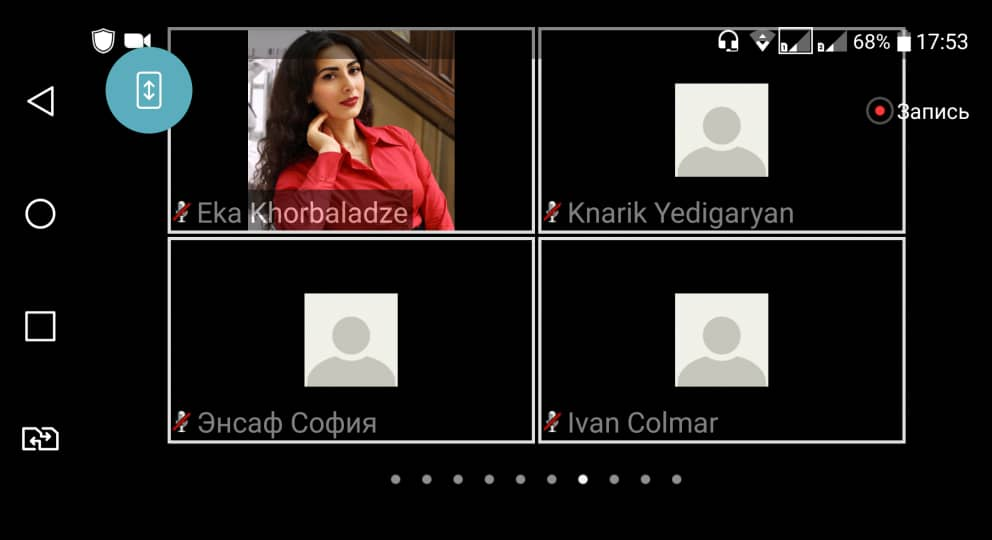 68% 17:53
Запись
Eka Khorbaladze
Knarik Yedigaryan
Энсаф София
Ivan Colmar